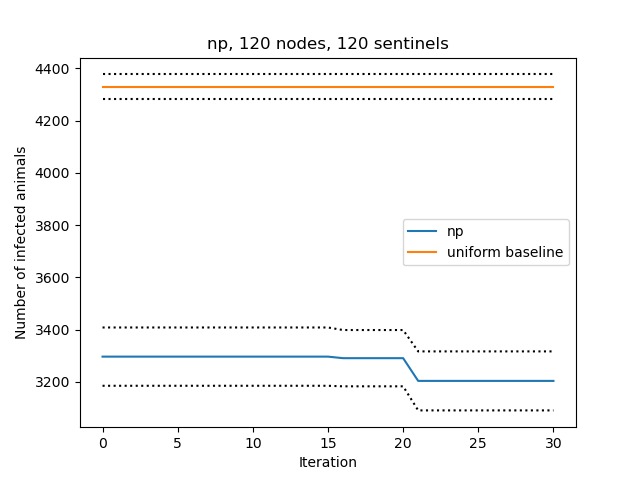 np, 120 nodes, 120 sentinels
Number of infected animals
4400
4200
4000
3800
3600
3400
3200
np
uniform baseline
0 5 10 15 20 25 30
Iteration